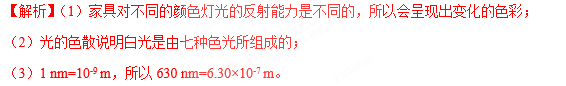 【解析】（1）家具对不同的颜色灯光的反射能力是不同的，所以会呈现出变化的色彩；
（2）光的色散说明白光是由七种色光所组成的；
（3）1 nm=10⁻⁹ m，所以 630 nm=6.30×10⁻⁷ m。